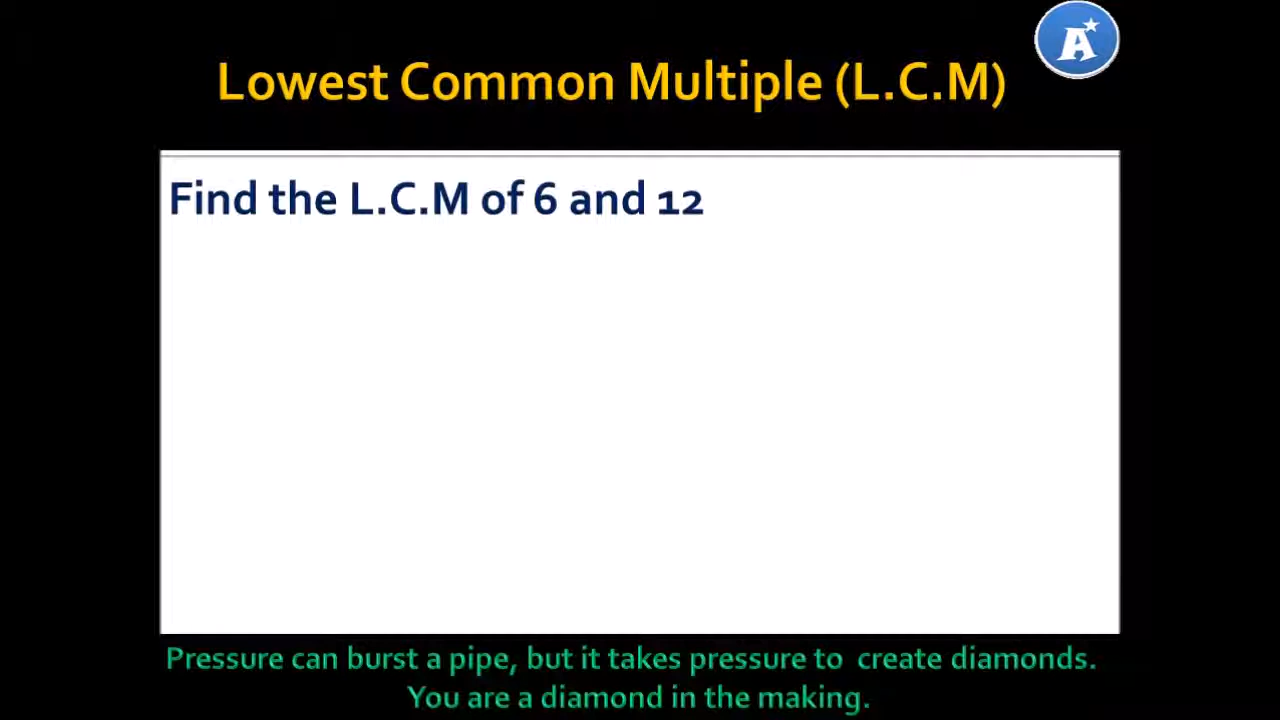 A
Lowest Common Multiple (L.C.M)
Find the L.C.M of 6 and 12
Pressure can burst a pipe, but it takes pressure to create diamonds.
You are a diamond in the making.